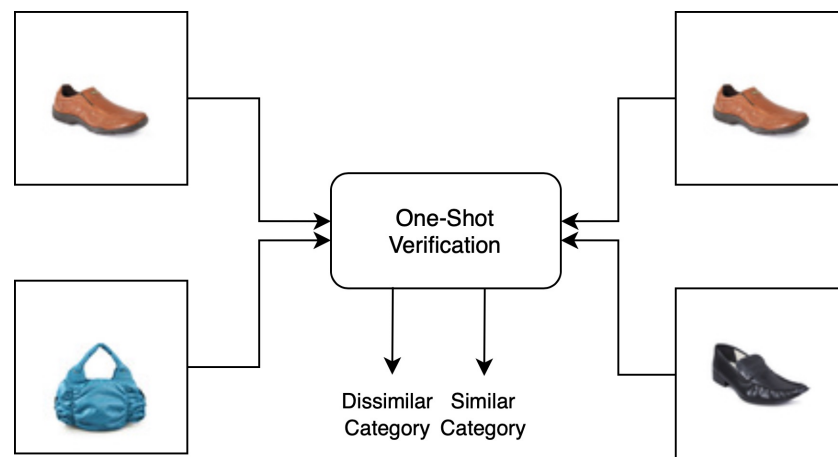 One-Shot
Verification
Dissimilar Similar
Category Category